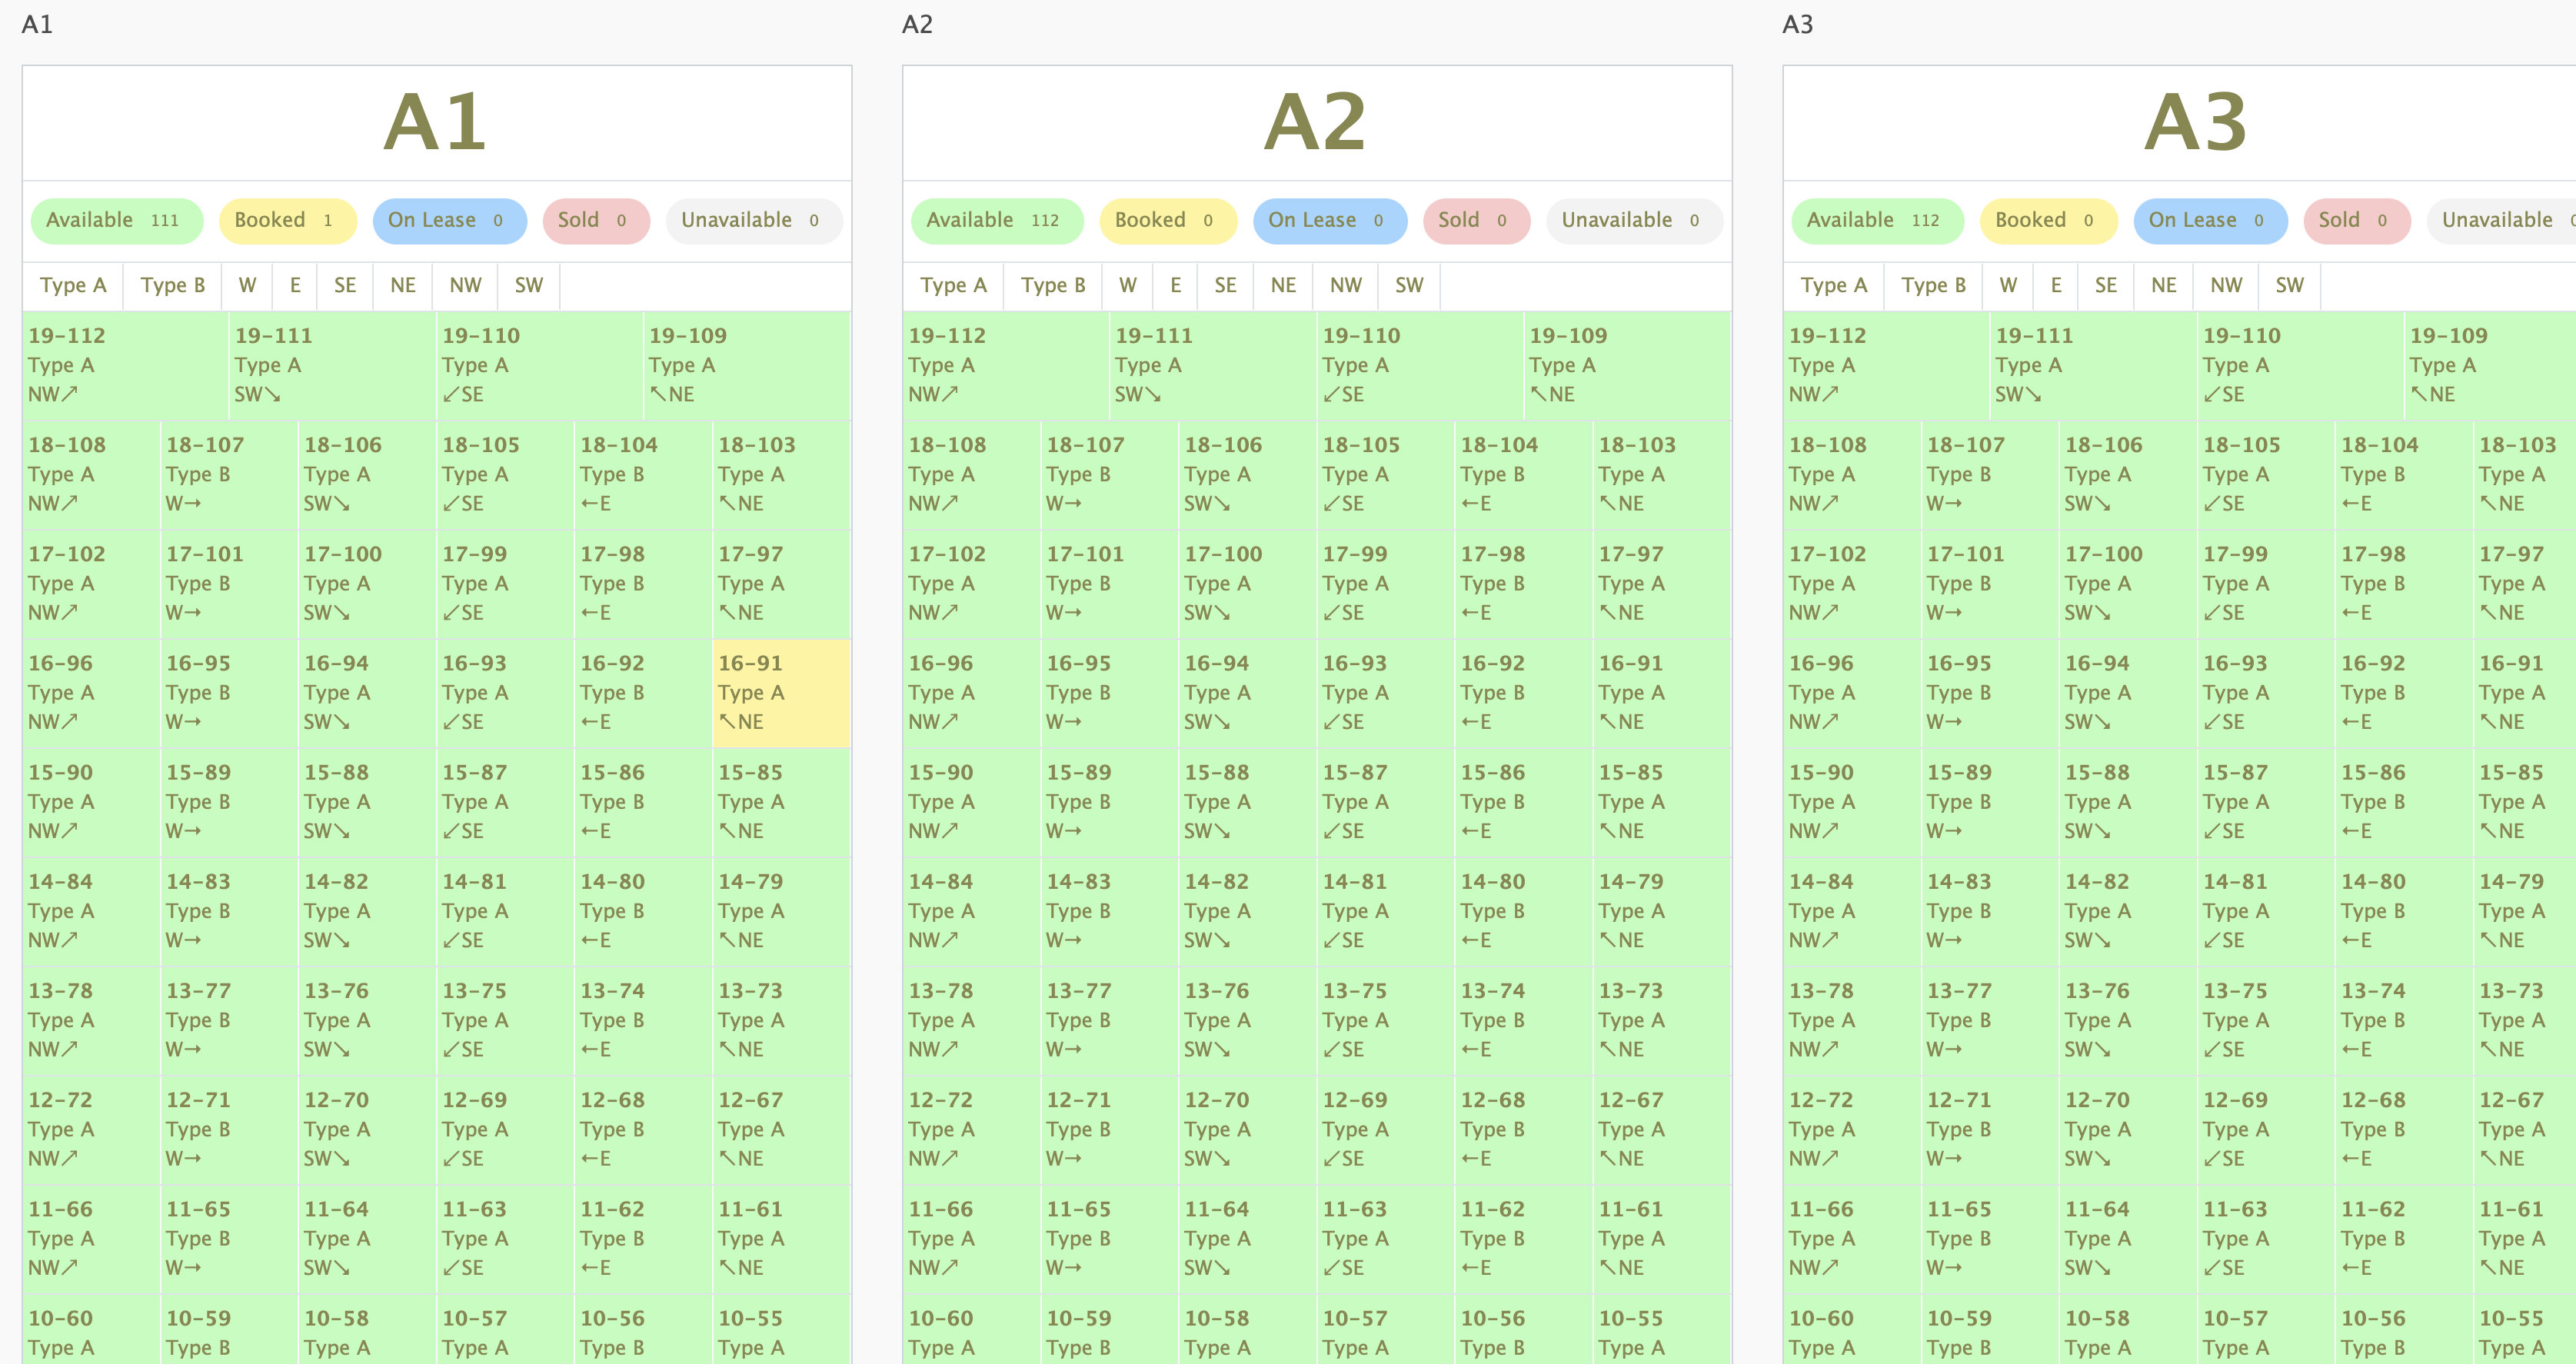 A1 A2 A3
A1 A2 A3
Available 111 Booked 1 On Lease 0 Sold 0 Unavailable 0 Available 112 Booked 0 On Lease 0 Sold 0 Unavailable 0 Available 112 Booked 0 On Lease 0 Sold 0 Unavailable
Type A Type B W E SE NE NW SW Type A Type B W E SE NE NW SW Type A Type B W E SE NE NW SW
19-112 19-111 19-110 19-109 19-112 19-111 19-110 19-109 19-112 19-111 19-110 19-109
Type A Type A Type A Type A Type A Type A Type A Type A Type A Type A Type A Type A
NW↗ SW↘ ↙SE ↖NE NW↗ SW↘ ↙SE ↖NE NW↗ SW↘ ↙SE ↖NE
18-108 18-107 18-106 18-105 18-104 18-103 18-108 18-107 18-106 18-105 18-104 18-103 18-108 18-107 18-106 18-105 18-104 18-103
Type A Type B Type A Type A Type B Type A Type A Type B Type A Type A Type B Type A Type A Type B Type A Type A Type B Type A
NW↗ W→ SW↘ ↙SE ←E ↖NE NW↗ W→ SW↘ ↙SE ←E ↖NE NW↗ W→ SW↘ ↙SE ←E ↖NE
17-102 17-101 17-100 17-99 17-98 17-97 17-102 17-101 17-100 17-99 17-98 17-97 17-102 17-101 17-100 17-99 17-98 17-97
Type A Type B Type A Type A Type B Type A Type A Type B Type A Type A Type B Type A Type A Type B Type A Type A Type B Type A
NW↗ W→ SW↘ ↙SE ←E ↖NE NW↗ W→ SW↘ ↙SE ←E ↖NE NW↗ W→ SW↘ ↙SE ←E ↖NE
16-96 16-95 16-94 16-93 16-92 16-91 16-96 16-95 16-94 16-93 16-92 16-91 16-96 16-95 16-94 16-93 16-92 16-91
Type A Type B Type A Type A Type B Type A Type A Type B Type A Type A Type B Type A Type A Type B Type A Type A Type B Type A
NW↗ W→ SW↘ ↙SE ←E ↖NE NW↗ W→ SW↘ ↙SE ←E ↖NE NW↗ W→ SW↘ ↙SE ←E ↖NE
15-90 15-89 15-88 15-87 15-86 15-85 15-90 15-89 15-88 15-87 15-86 15-85 15-90 15-89 15-88 15-87 15-86 15-85
Type A Type B Type A Type A Type B Type A Type A Type B Type A Type A Type B Type A Type A Type B Type A Type A Type B Type A
NW↗ W→ SW↘ ↙SE ←E ↖NE NW↗ W→ SW↘ ↙SE ←E ↖NE NW↗ W→ SW↘ ↙SE ←E ↖NE
14-84 14-83 14-82 14-81 14-80 14-79 14-84 14-83 14-82 14-81 14-80 14-79 14-84 14-83 14-82 14-81 14-80 14-79
Type A Type B Type A Type A Type B Type A Type A Type B Type A Type A Type B Type A Type A Type B Type A Type A Type B Type A
NW↗ W→ SW↘ ↙SE ←E ↖NE NW↗ W→ SW↘ ↙SE ←E ↖NE NW↗ W→ SW↘ ↙SE ←E ↖NE
13-78 13-77 13-76 13-75 13-74 13-73 13-78 13-77 13-76 13-75 13-74 13-73 13-78 13-77 13-76 13-75 13-74 13-73
Type A Type B Type A Type A Type B Type A Type A Type B Type A Type A Type B Type A Type A Type B Type A Type A Type B Type A
NW↗ W→ SW↘ ↙SE ←E ↖NE NW↗ W→ SW↘ ↙SE ←E ↖NE NW↗ W→ SW↘ ↙SE ←E ↖NE
12-72 12-71 12-70 12-69 12-68 12-67 12-72 12-71 12-70 12-69 12-68 12-67 12-72 12-71 12-70 12-69 12-68 12-67
Type A Type B Type A Type A Type B Type A Type A Type B Type A Type A Type B Type A Type A Type B Type A Type A Type B Type A
NW↗ W→ SW↘ ↙SE ←E ↖NE NW↗ W→ SW↘ ↙SE ←E ↖NE NW↗ W→ SW↘ ↙SE ←E ↖NE
11-66 11-65 11-64 11-63 11-62 11-61 11-66 11-65 11-64 11-63 11-62 11-61 11-66 11-65 11-64 11-63 11-62 11-61
Type A Type B Type A Type A Type B Type A Type A Type B Type A Type A Type B Type A Type A Type B Type A Type A Type B Type A
NW↗ W→ SW↘ ↙SE ←E ↖NE NW↗ W→ SW↘ ↙SE ←E ↖NE NW↗ W→ SW↘ ↙SE ←E ↖NE
10-60 10-59 10-58 10-57 10-56 10-55 10-60 10-59 10-58 10-57 10-56 10-55 10-60 10-59 10-58 10-57 10-56 10-55
Type A Type B Type A Type A Type B Type A Type A Type B Type A Type A Type B Type A Type A Type B Type A Type A Type B Type A